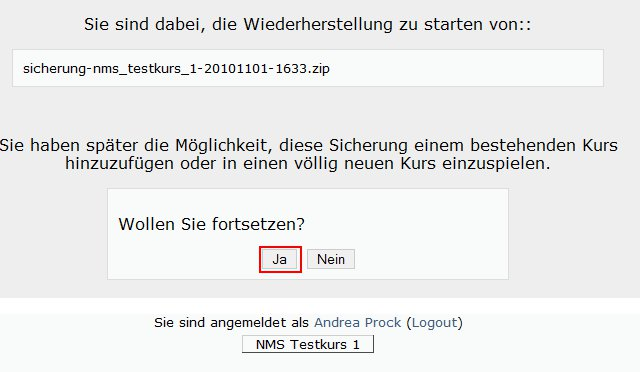 Sie sind dabei, die Wiederherstellung zu starten von::
sicherung-nms_testkurs_1-20101101-1633.zip
Sie haben später die Möglichkeit, diese Sicherung einem bestehenden Kurs
hinzuzufügen oder in einen völlig neuen Kurs einzuspielen.
Wollen Sie fortsetzen?
Ja Nein
Sie sind angemeldet als Andrea Prock (Logout)
NMS Testkurs 1